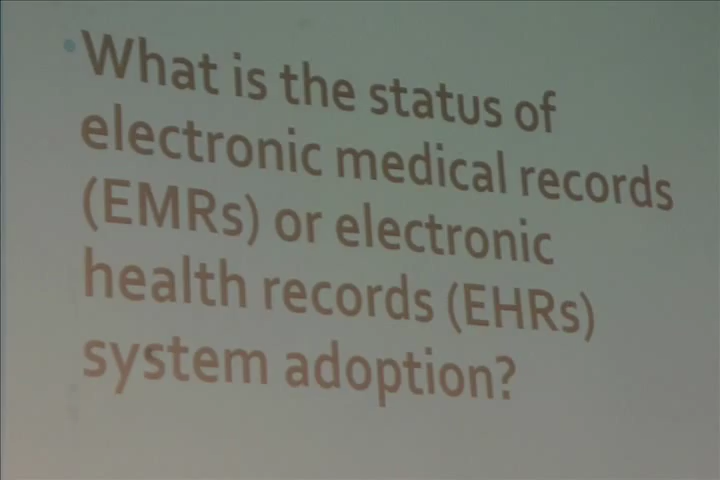 • What is the status of
electronic medical records
(EMRs) or electronic
health records (EHRs)
system adoption?